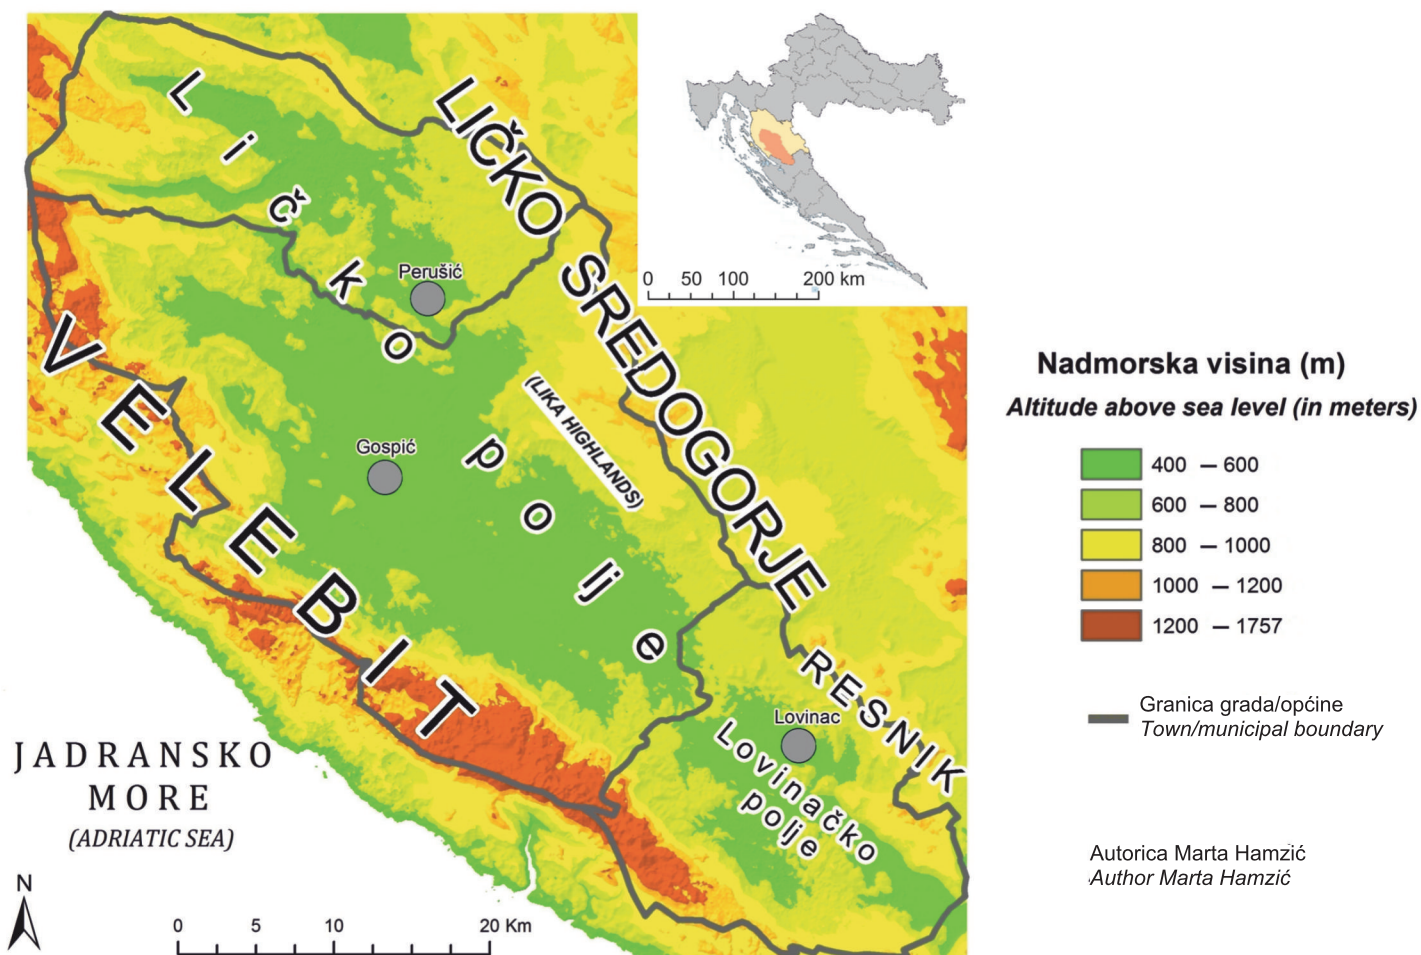 Ličko polje
LIČKO SREDOGORJE
(LIKA HIGHLANDS)
VELEBIT
RESNIK
Perušić
Gospić
Lovinac
Lovinačko
polje
JADRANSKO
MORE
(ADRIATIC SEA)
N
0 5 10 20 Km
0 50 100 200 km
Nadmorska visina (m)
Altitude above sea level (in meters)
400 – 600
600 – 800
800 – 1000
1000 – 1200
1200 – 1757
Granica grada/općine
Town/municipal boundary
Autorica Marta Hamzić
Author Marta Hamzić